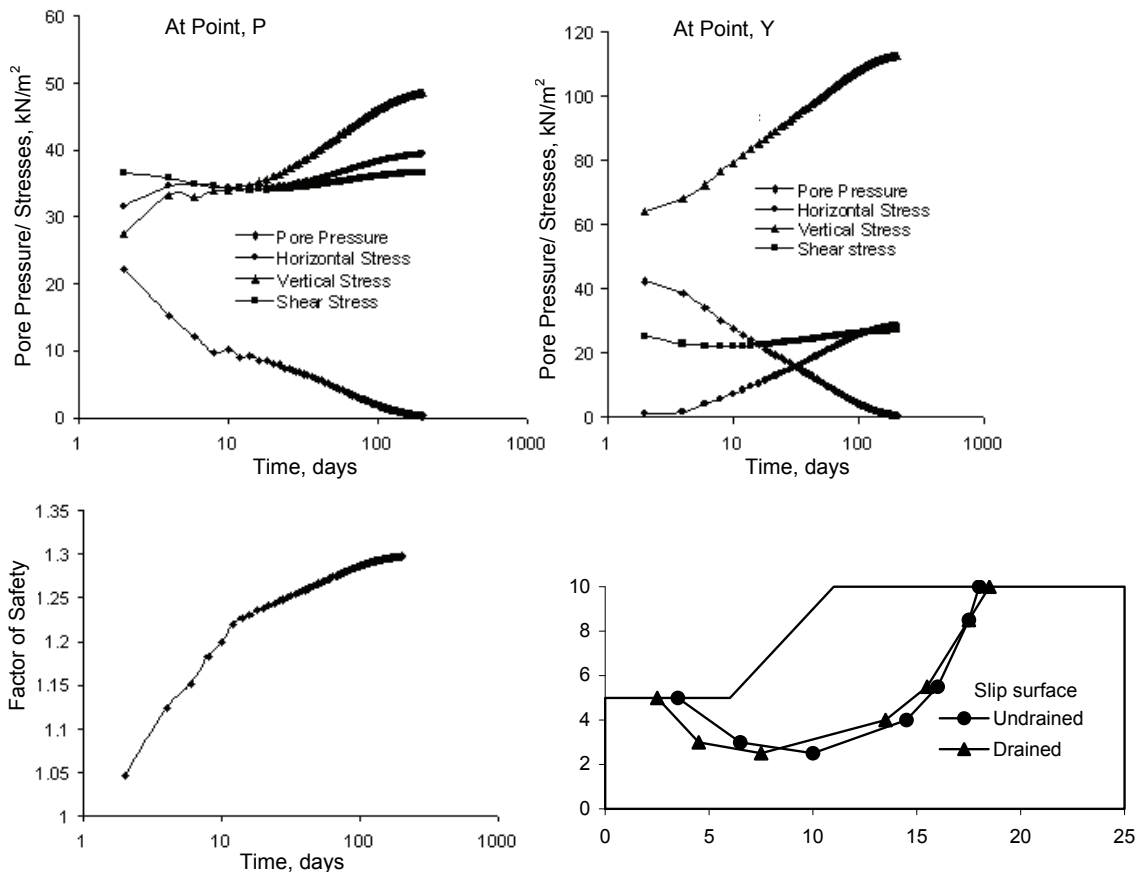 At Point, P
Pore Pressure/ Stresses, kN/m²
60
50
40
30
20
10
0
Pore Pressure
Horizontal Stress
Vertical Stress
Shear Stress
1
10
100
1000
Time, days
At Point, Y
Pore Pressure/ Stresses, kN/m²
120
100
80
60
40
20
0
Pore Pressure
Horizontal Stress
Vertical Stress
Shear stress
1
10
100
1000
Time, days
Factor of Safety
1.35
1.3
1.25
1.2
1.15
1.1
1.05
1
1
10
100
1000
Time, days
10
8
6
4
2
0
Slip surface
Undrained
Drained
0
5
10
15
20
25